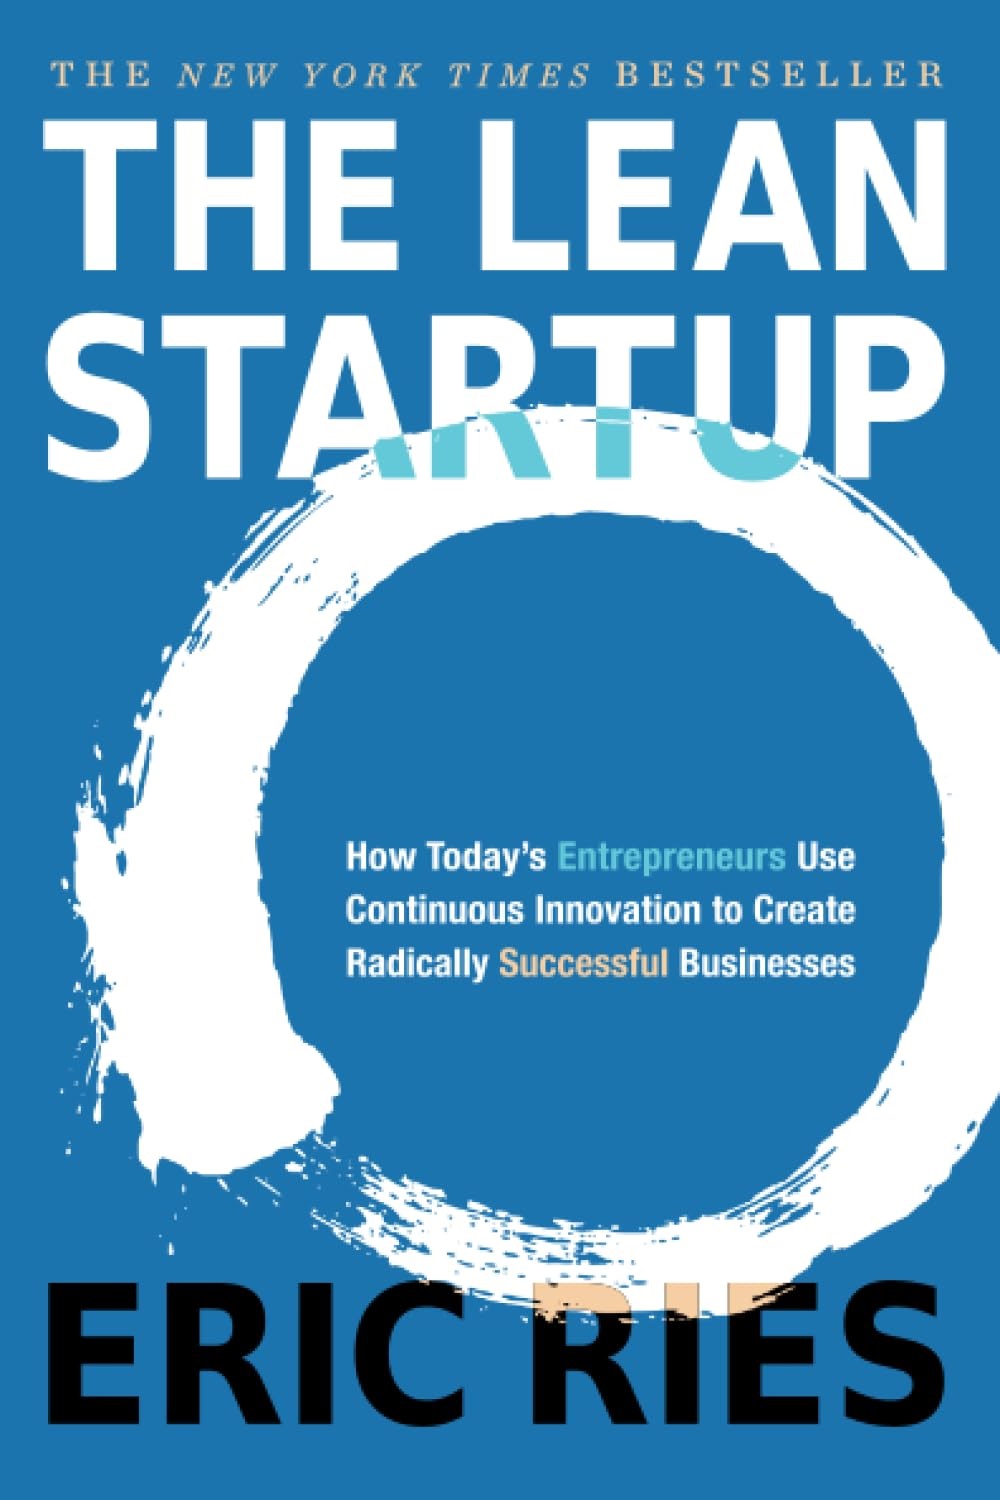 THE NEW YORK TIMES BESTSELLER
THE LEAN
STARTUP
How Today’s Entrepreneurs Use
Continuous Innovation to Create
Radically Successful Businesses
ERIC RIES